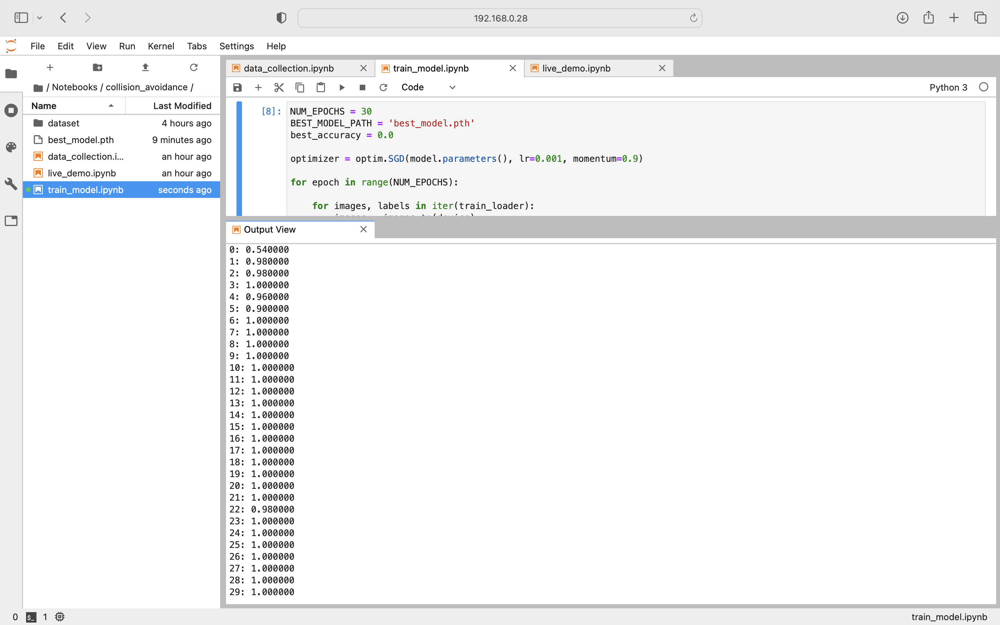 192.168.0.28
File Edit View Run Kernel Tabs Settings Help
/ Notebooks / collision_avoidance /
Name Last Modified
dataset 4 hours ago
best_model.pth 9 minutes ago
data_collection.i... an hour ago
live_demo.ipynb an hour ago
train_model.ipynb seconds ago
data_collection.ipynb train_model.ipynb live_demo.ipynb
Code Python 3
[8]: NUM_EPOCHS = 30
BEST_MODEL_PATH = 'best_model.pth'
best_accuracy = 0.0
optimizer = optim.SGD(model.parameters(), lr=0.001, momentum=0.9)
for epoch in range(NUM_EPOCHS):
for images, labels in iter(train_loader):
Output View
0: 0.540000
1: 0.980000
2: 0.980000
3: 1.000000
4: 0.960000
5: 0.900000
6: 1.000000
7: 1.000000
8: 1.000000
9: 1.000000
10: 1.000000
11: 1.000000
12: 1.000000
13: 1.000000
14: 1.000000
15: 1.000000
16: 1.000000
17: 1.000000
18: 1.000000
19: 1.000000
20: 1.000000
21: 1.000000
22: 0.980000
23: 1.000000
24: 1.000000
25: 1.000000
26: 1.000000
27: 1.000000
28: 1.000000
29: 1.000000
0 $_ 1 train_model.ipynb